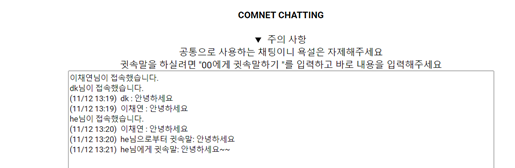 COMNET CHATTING
▼ 주의 사항
공통으로 사용하는 채팅이니 욕설은 자제해주세요
귓속말을 하실려면 "00에게 귓속말하기 "를 입력하고 바로 내용을 입력해주세요
이채연님이 접속했습니다.
dk님이 접속했습니다.
(11/12 13:19) dk : 안녕하세요
(11/12 13:19) 이채연 : 안녕하세요
he님이 접속했습니다.
(11/12 13:20) 이채연 : 안녕하세요
(11/12 13:20) he님으로부터 귓속말: 안녕하세요
(11/12 13:21) he님에게 귓속말: 안녕하세요~~